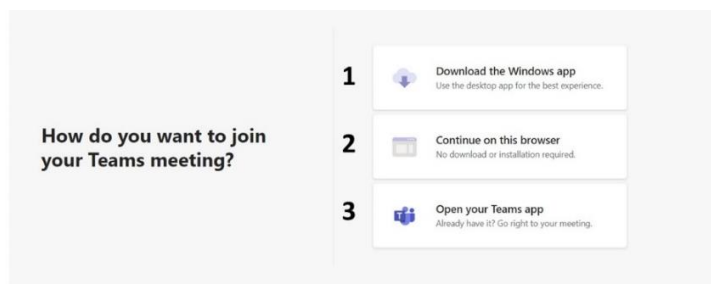 How do you want to join
your Teams meeting?
1
Download the Windows app
Use the desktop app for the best experience.
2
Continue on this browser
No download or installation required.
3
Open your Teams app
Already have it? Go right to your meeting.